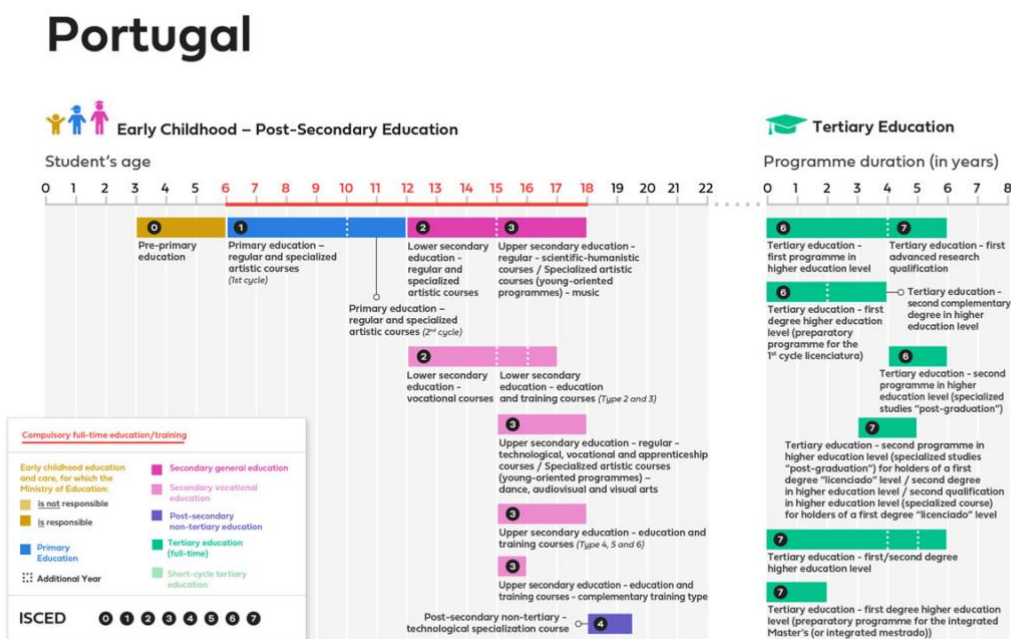 Portugal
Early Childhood – Post-Secondary Education
Student's age
0 1 2 3 4 5 6 7 8 9 10 11 12 13 14 15 16 17 18 19 20 21 22
0
Pre-primary
education
1
Primary education –
regular and specialized
artistic courses
(1st cycle)
Primary education –
regular and specialized
artistic courses (2nd cycle)
2
Lower secondary
education -
regular and
specialized
artistic courses
3
Upper secondary education -
regular - scientific-humanistic
courses / Specialized artistic
courses (young-oriented
programmes) - music
2
Lower secondary
education -
vocational courses
Lower secondary
education - education
and training courses (Type 2 and 3)
3
Upper secondary education - regular -
technological, vocational and apprenticeship
courses / Specialized artistic courses
(young-oriented programmes) –
dance, audiovisual and visual arts
3
Upper secondary education - education and
training courses (Type 4, 5 and 6)
3
Upper secondary education - education and
training courses - complementary training type
Post-secondary non-tertiary -
technological specialization course
4
Compulsory full-time education/training
Early childhood education
and care, for which the
Ministry of Education:
is not responsible
is responsible
Primary
Education
Additional Year
Secondary general education
Secondary vocational
education
Post-secondary
non-tertiary education
Tertiary education
(full-time)
Short-cycle tertiary
education
ISCED 0 1 2 3 4 5 6 7
Tertiary Education
Programme duration (in years)
0 1 2 3 4 5 6 7 8
6
Tertiary education -
first programme in
higher education level
7
Tertiary education - first
advanced research
qualification
6
Tertiary education - first
degree higher education
level (preparatory
programme for the
1st cycle licenciatura)
Tertiary education -
second complementary
degree in higher
education level
6
Tertiary education - second
programme in higher
education level (specialized
studies "post-graduation")
7
Tertiary education - second programme in
higher education level (specialized studies
"post-graduation") for holders of a first
degree "licenciado" level / second degree
in higher education level / second qualification
in higher education level (specialized course)
for holders of a first degree "licenciado" level
7
Tertiary education - first/second degree
higher education level
7
Tertiary education - first degree higher education
level (preparatory programme for the integrated
Master's (or integrated mestrado))